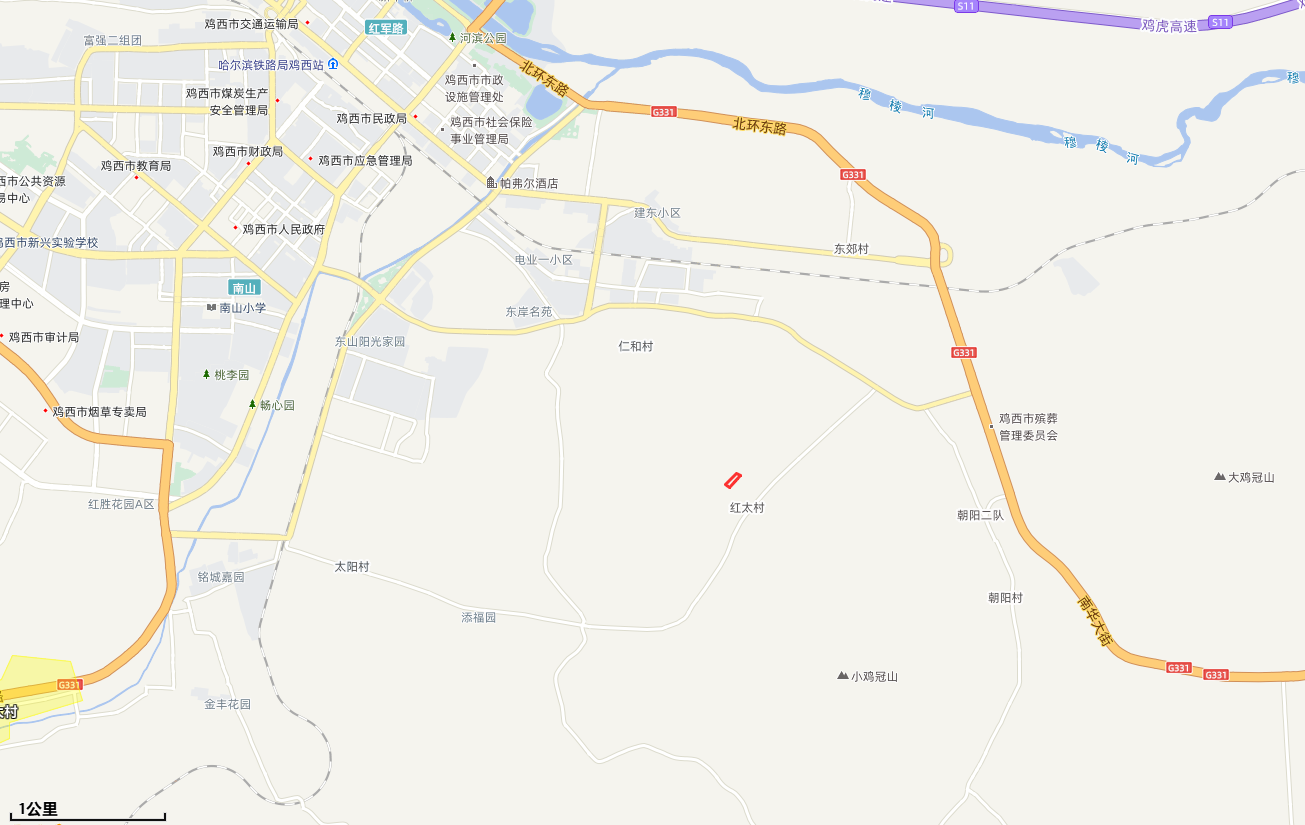 鸡西市交通运输局
红军路
富强二组团
河滨公园
哈尔滨铁路局鸡西站
北环东路
鸡西市市政
设施管理处
鸡西市煤炭生产
安全管理局
鸡西市民政局
鸡西市社会保险
事业管理局
G331
北环东路
穆棱河
S11
鸡虎高速
S11
穆
穆棱河
鸡西市财政局
鸡西市应急管理局
鸡西市教育局
西市公共资源
易中心
G331
帕弗尔酒店
建东小区
鸡西市人民政府
鸡西市新兴实验学校
东郊村
电业一小区
房
理中心
南山
南山小学
东岸名苑
鸡西市审计局
东山阳光家园
仁和村
G331
桃李园
畅心园
鸡西市烟草专卖局
鸡西市殡葬
管理委员会
大鸡冠山
红胜花园A区
红太村
朝阳二队
太阳村
铭城嘉园
添福园
朝阳村
南华大街
G331
G331
小鸡冠山
G331
金丰花园
村
1公里